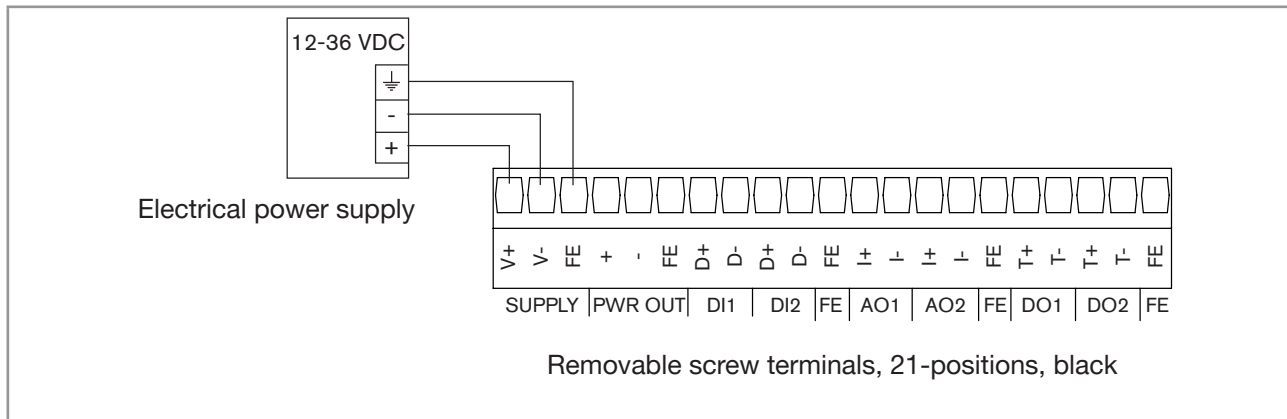 12-36 VDC
-
+
Electrical power supply
V+ V- FE + - FE D+ D- D+ D- FE I+ I- I+ I- FE T+ T- T+ T- FE
SUPPLY PWR OUT DI1 DI2 FE AO1 AO2 FE DO1 DO2 FE
Removable screw terminals, 21-positions, black